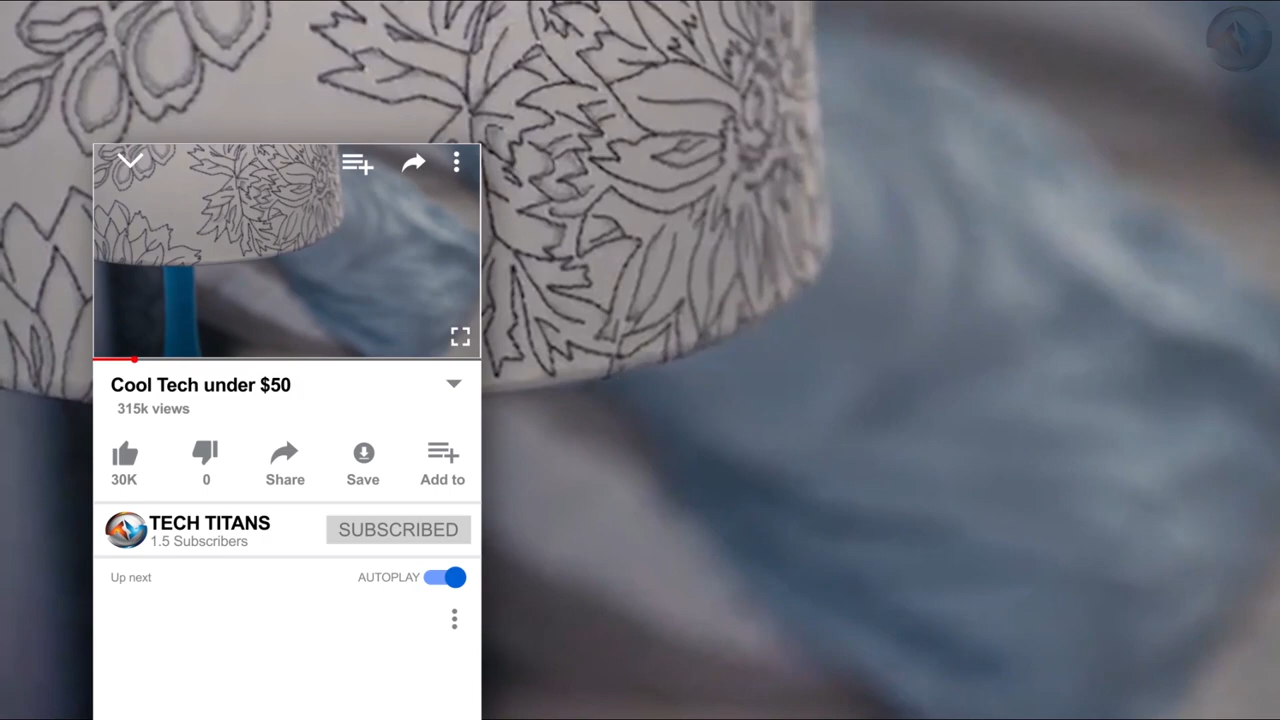 Cool Tech under $50
315k views
30K
0
Share
Save
Add to
TECH TITANS
1.5 Subscribers
SUBSCRIBED
Up next
AUTOPLAY